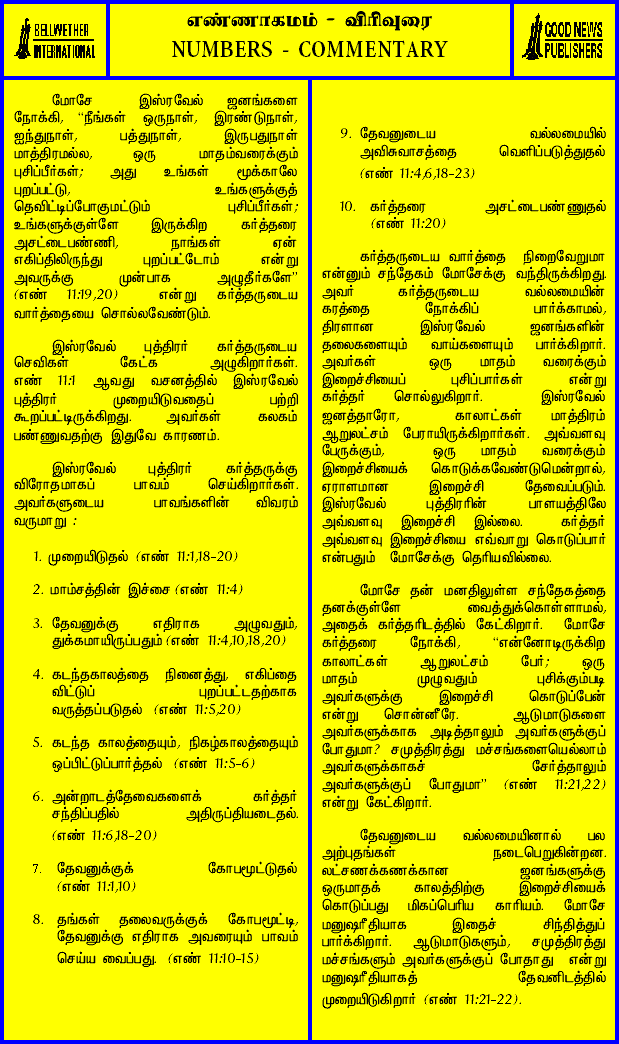 BELLWETHER
INTERNATIONAL
எண்ணாகமம் - விரிவுரை
NUMBERS - COMMENTARY
GOOD NEWS
PUBLISHERS
மோசே இஸ்ரவேல் ஜனங்களை
நோக்கி, “நீங்கள் ஒருநாள், இரண்டுநாள்,
ஐந்துநாள், பத்துநாள், இருபதுநாள்
மாத்திரமல்ல, ஒரு மாதம்வரைக்கும்
புசிப்பீர்கள்; அது உங்கள் மூக்காலே
புறப்பட்டு, உங்களுக்குத்
தெவிட்டிப்போகுமட்டும் புசிப்பீர்கள்;
உங்களுக்குள்ளே இருக்கிற கர்த்தரை
அசட்டைபண்ணி, நாங்கள் ஏன்
எகிப்திலிருந்து புறப்பட்டோம் என்று
அவருக்கு முன்பாக அழுதீர்களே”
(எண் 11:19,20) என்று கர்த்தருடைய
வார்த்தையை சொல்லவேண்டும்.
இஸ்ரவேல் புத்திரர் கர்த்தருடைய
செவிகள் கேட்க அழுகிறார்கள்.
எண் 11:1 ஆவது வசனத்தில் இஸ்ரவேல்
புத்திரர் முறையிடுவதைப் பற்றி
கூறப்பட்டிருக்கிறது. அவர்கள் கலகம்
பண்ணுவதற்கு இதுவே காரணம்.
இஸ்ரவேல் புத்திரர் கர்த்தருக்கு
விரோதமாகப் பாவம் செய்கிறார்கள்.
அவர்களுடைய பாவங்களின் விவரம்
வருமாறு :
1. முறையிடுதல் (எண் 11:1,18-20)
2. மாம்சத்தின் இச்சை (எண் 11:4)
3. தேவனுக்கு எதிராக அழுவதும்,
துக்கமாயிருப்பதும் (எண் 11:4,10,18,20)
4. கடந்தகாலத்தை நினைத்து, எகிப்தை
விட்டுப் புறப்பட்டதற்காக
வருத்தப்படுதல் (எண் 11:5,20)
5. கடந்த காலத்தையும், நிகழ்காலத்தையும்
ஒப்பிட்டுப்பார்த்தல் (எண் 11:5-6)
6. அன்றாடத்தேவைகளைக் கர்த்தர்
சந்திப்பதில் அதிருப்தியடைதல்.
(எண் 11:6,18-20)
7. தேவனுக்குக் கோபமூட்டுதல்
(எண் 11:1,10)
8. தங்கள் தலைவருக்குக் கோபமூட்டி,
தேவனுக்கு எதிராக அவரையும் பாவம்
செய்ய வைப்பது. (எண் 11:10-15)
9. தேவனுடைய வல்லமையில்
அவிசுவாசத்தை வெளிப்படுத்துதல்
(எண் 11:4,6,18-23)
10. கர்த்தரை அசட்டைபண்ணுதல்
(எண் 11:20)
கர்த்தருடைய வார்த்தை நிறைவேறுமா
என்னும் சந்தேகம் மோசேக்கு வந்திருக்கிறது.
அவர் கர்த்தருடைய வல்லமையின்
கரத்தை நோக்கிப் பார்க்காமல்,
திரளான இஸ்ரவேல் ஜனங்களின்
தலைகளையும் வாய்களையும் பார்க்கிறார்.
அவர்கள் ஒரு மாதம் வரைக்கும்
இறைச்சியைப் புசிப்பார்கள் என்று
கர்த்தர் சொல்லுகிறார். இஸ்ரவேல்
ஜனத்தாரோ, காலாட்கள் மாத்திரம்
ஆறுலட்சம் பேராயிருக்கிறார்கள். அவ்வளவு
பேருக்கும், ஒரு மாதம் வரைக்கும்
இறைச்சியைக் கொடுக்கவேண்டுமென்றால்,
ஏராளமான இறைச்சி தேவைப்படும்.
இஸ்ரவேல் புத்திரரின் பாளயத்திலே
அவ்வளவு இறைச்சி இல்லை. கர்த்தர்
அவ்வளவு இறைச்சியை எவ்வாறு கொடுப்பார்
என்பதும் மோசேக்கு தெரியவில்லை.
மோசே தன் மனதிலுள்ள சந்தேகத்தை
தனக்குள்ளே வைத்துக்கொள்ளாமல்,
அதைக் கர்த்தரிடத்தில் கேட்கிறார். மோசே
கர்த்தரை நோக்கி, “என்னோடிருக்கிற
காலாட்கள் ஆறுலட்சம் பேர்; ஒரு
மாதம் முழுவதும் புசிக்கும்படி
அவர்களுக்கு இறைச்சி கொடுப்பேன்
என்று சொன்னீரே. ஆடுமாடுகளை
அவர்களுக்காக அடித்தாலும் அவர்களுக்குப்
போதுமா? சமுத்திரத்து மச்சங்களையெல்லாம்
அவர்களுக்காகச் சேர்த்தாலும்
அவர்களுக்குப் போதுமா” (எண் 11:21,22)
என்று கேட்கிறார்.
தேவனுடைய வல்லமையினால் பல
அற்புதங்கள் நடைபெறுகின்றன.
லட்சணக்கணக்கான ஜனங்களுக்கு
ஒருமாதக் காலத்திற்கு இறைச்சியைக்
கொடுப்பது மிகப்பெரிய காரியம். மோசே
மனுஷரீதியாக இதைச் சிந்தித்துப்
பார்க்கிறார். ஆடுமாடுகளும், சமுத்திரத்து
மச்சங்களும் அவர்களுக்குப் போதாது என்று
மனுஷரீதியாகத் தேவனிடத்தில்
முறையிடுகிறார் (எண் 11:21-22).